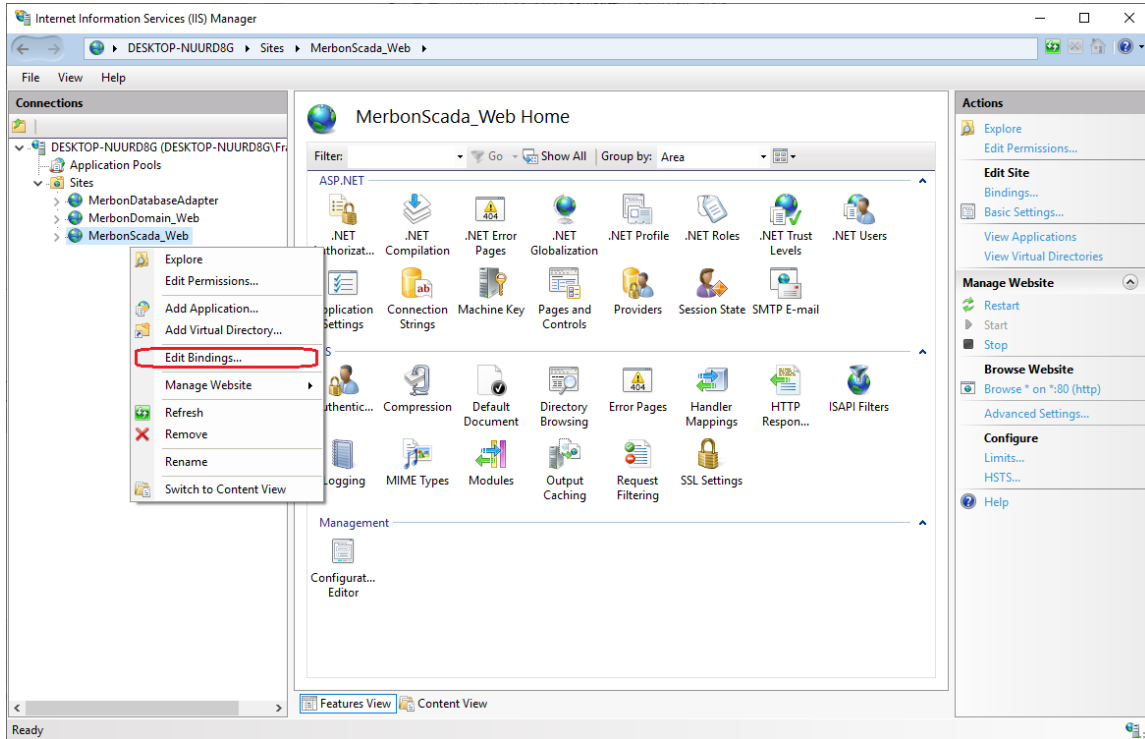 Internet Information Services (IIS) Manager
DESKTOP-NUURD8G Sites MerbonScada_Web
File View Help
Connections
DESKTOP-NUURD8G (DESKTOP-NUURD8G\Fr
Application Pools
Sites
MerbonDatabaseAdapter
MerbonDomain_Web
MerbonScada_Web
Explore
Edit Permissions...
Add Application...
Add Virtual Directory...
Edit Bindings...
Manage Website
Refresh
Remove
Rename
Switch to Content View
MerbonScada_Web Home
Filter: Go Show All Group by: Area
ASP.NET
.NET
thorizat...
.NET
Compilation
.NET Error
Pages
404
.NET
Globalization
.NET Profile
.NET Roles
.NET Trust
Levels
.NET Users
plication
Settings
Connection
Strings
ab
Machine Key
Pages and
Controls
Providers
Session State
SMTP E-mail
S
thentic...
Compression
Default
Document
Directory
Browsing
Error Pages
404
Handler
Mappings
HTTP
Respon...
ISAPI Filters
ogging
MIME Types
Modules
Output
Caching
Request
Filtering
SSL Settings
Management
Configurat...
Editor
Features View Content View
Actions
Explore
Edit Permissions...
Edit Site
Bindings...
Basic Settings...
View Applications
View Virtual Directories
Manage Website
Restart
Start
Stop
Browse Website
Browse * on *:80 (http)
Advanced Settings...
Configure
Limits...
HSTS...
Help
Ready